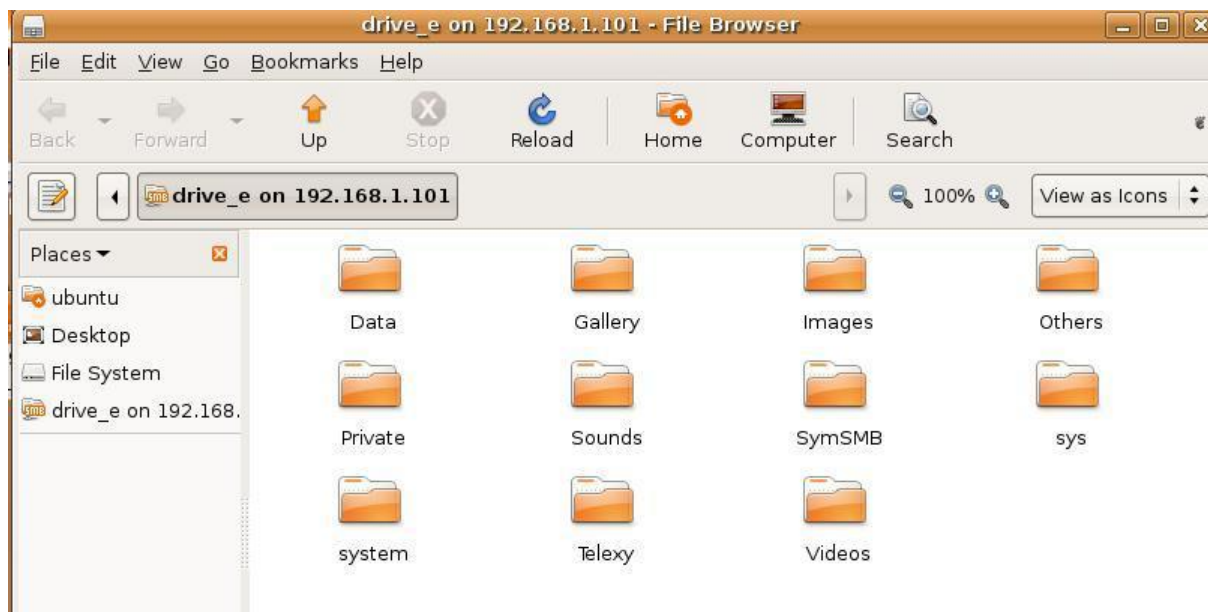 drive_e on 192.168.1.101 - File Browser
File Edit View Go Bookmarks Help
Back Forward Up Stop Reload Home Computer Search
smb drive_e on 192.168.1.101 100% View as Icons
Places
ubuntu
Desktop
File System
smb drive_e on 192.168.
Data Gallery Images Others
Private Sounds SymSMB sys
system Telexy Videos